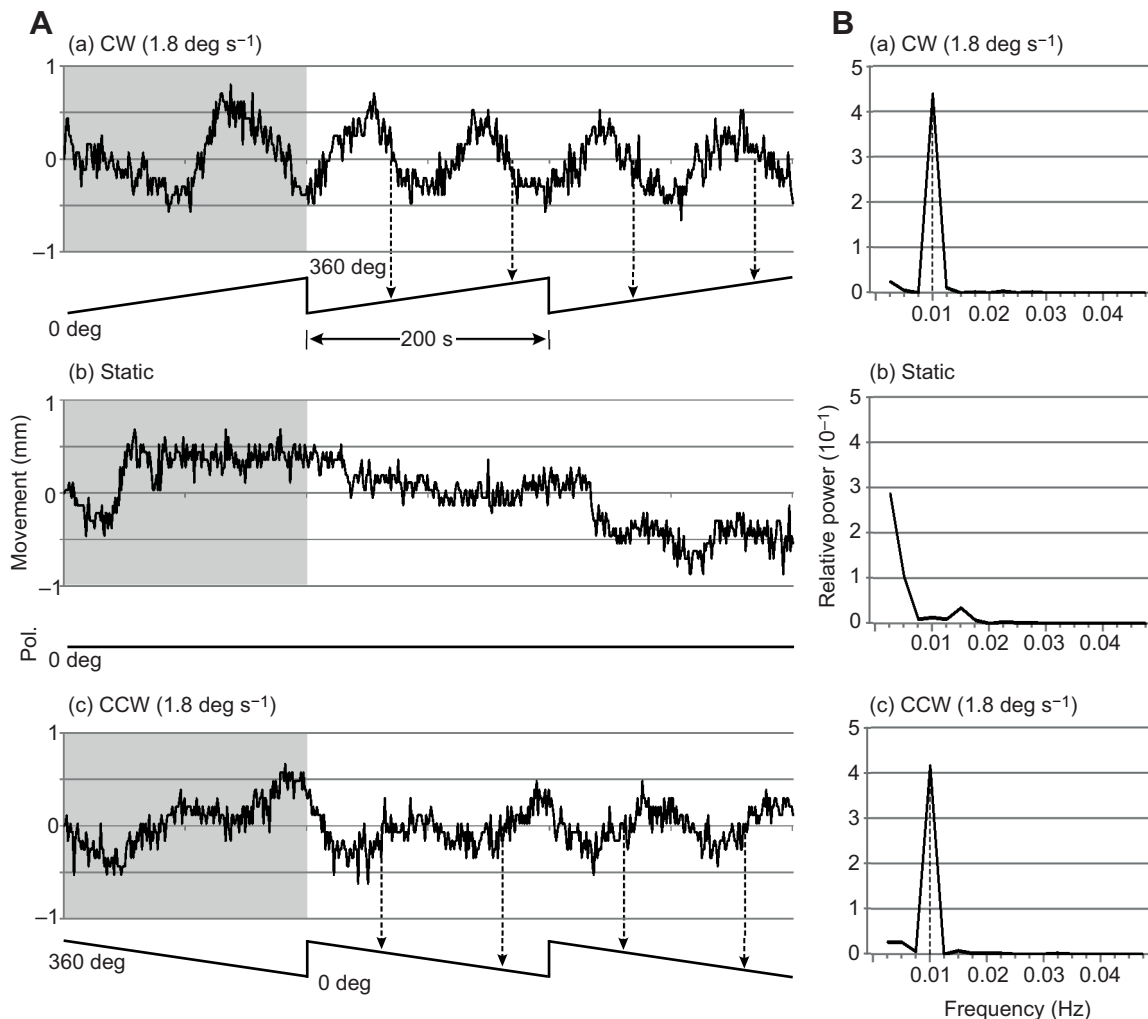 A
(a) CW (1.8 deg s⁻¹)
1
0
−1
360 deg
0 deg
200 s
(b) Static
1
0
−1
Movement (mm)
Pol.
0 deg
(c) CCW (1.8 deg s⁻¹)
1
0
−1
360 deg
0 deg
B
(a) CW (1.8 deg s⁻¹)
5
4
3
2
1
0
0.01 0.02 0.03 0.04
(b) Static
5
4
3
2
1
0
0.01 0.02 0.03 0.04
Relative power (10⁻¹)
(c) CCW (1.8 deg s⁻¹)
5
4
3
2
1
0
0.01 0.02 0.03 0.04
Frequency (Hz)